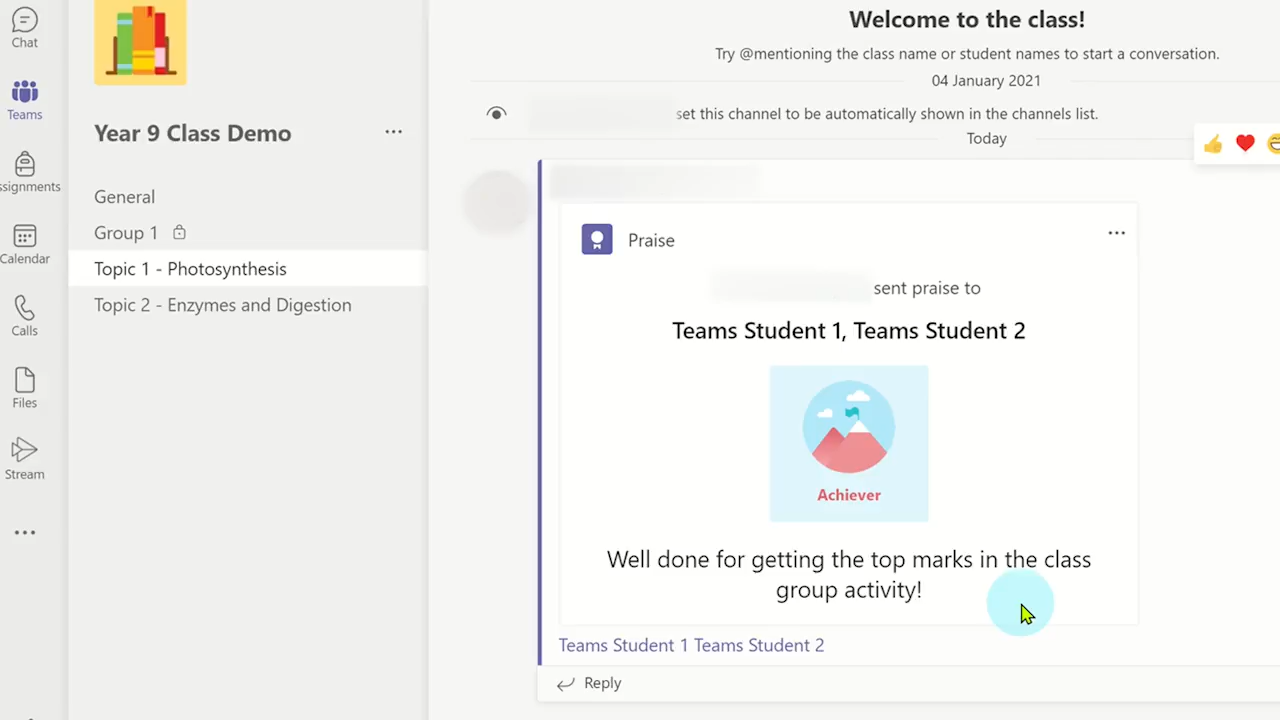 Chat
Teams
ssignments
Calendar
Calls
Files
Stream
Year 9 Class Demo
General
Group 1
Topic 1 - Photosynthesis
Topic 2 - Enzymes and Digestion
Welcome to the class!
Try @mentioning the class name or student names to start a conversation.
04 January 2021
set this channel to be automatically shown in the channels list.
Today
Praise
sent praise to
Teams Student 1, Teams Student 2
Achiever
Well done for getting the top marks in the class
group activity!
Teams Student 1 Teams Student 2
Reply